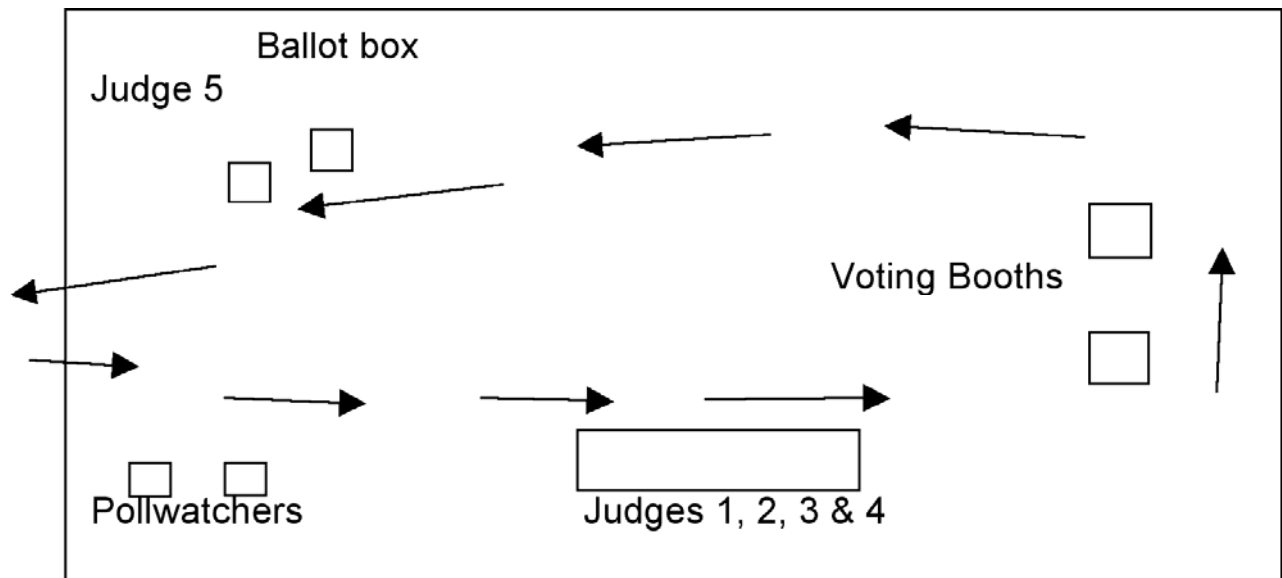 Ballot box
Judge 5
Voting Booths
Pollwatchers
Judges 1, 2, 3 & 4